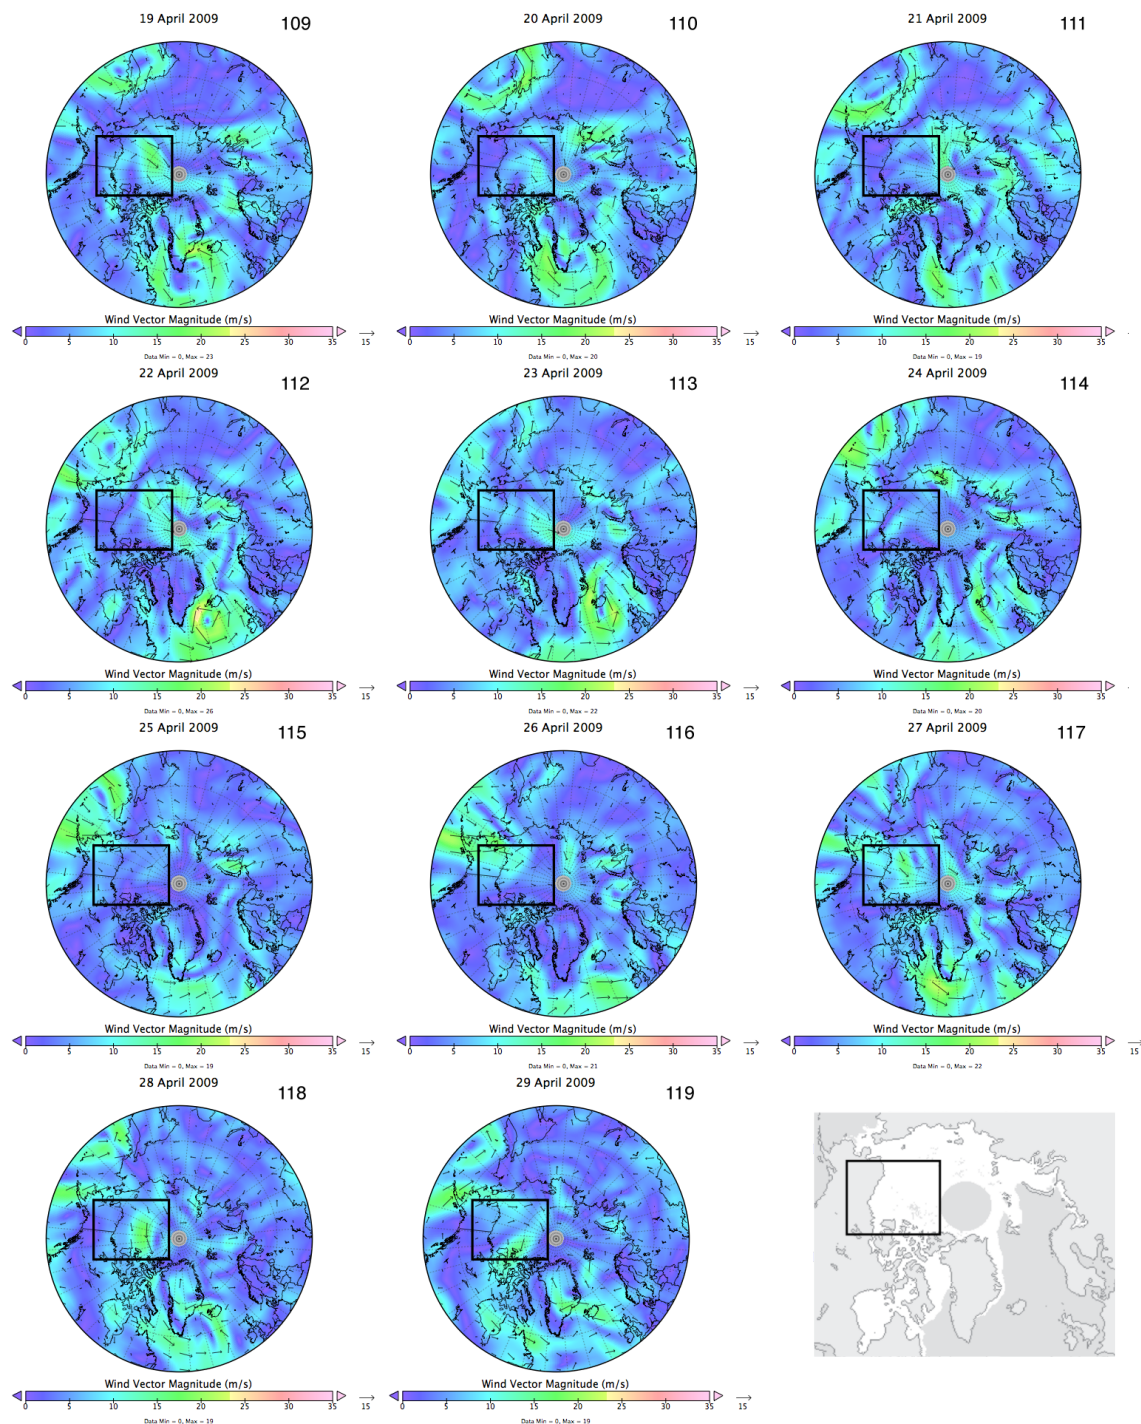 19 April 2009 109
20 April 2009 110
21 April 2009 111
Wind Vector Magnitude (m/s)
0 5 10 15 20 25 30 35 15
Data Min = 0, Max = 23
Wind Vector Magnitude (m/s)
0 5 10 15 20 25 30 35 15
Data Min = 0, Max = 20
Wind Vector Magnitude (m/s)
0 5 10 15 20 25 30 35
Data Min = 0, Max = 19
22 April 2009 112
23 April 2009 113
24 April 2009 114
Wind Vector Magnitude (m/s)
0 5 10 15 20 25 30 35 15
Data Min = 0, Max = 26
Wind Vector Magnitude (m/s)
0 5 10 15 20 25 30 35 15
Data Min = 0, Max = 22
Wind Vector Magnitude (m/s)
0 5 10 15 20 25 30 35
Data Min = 0, Max = 20
25 April 2009 115
26 April 2009 116
27 April 2009 117
Wind Vector Magnitude (m/s)
0 5 10 15 20 25 30 35 15
Data Min = 0, Max = 19
Wind Vector Magnitude (m/s)
0 5 10 15 20 25 30 35 15
Data Min = 0, Max = 21
Wind Vector Magnitude (m/s)
0 5 10 15 20 25 30 35 15
Data Min = 0, Max = 22
28 April 2009 118
29 April 2009 119
Wind Vector Magnitude (m/s)
0 5 10 15 20 25 30 35 15
Data Min = 0, Max = 19
Wind Vector Magnitude (m/s)
0 5 10 15 20 25 30 35 15
Data Min = 0, Max = 19